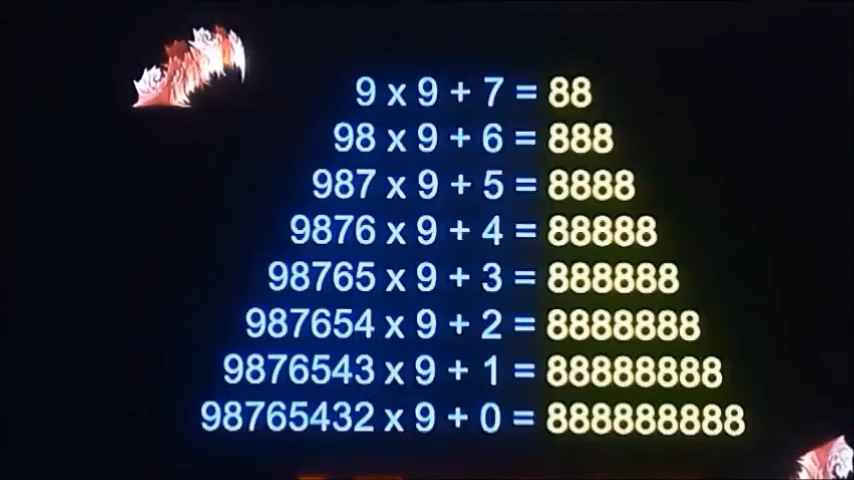 9 x 9 + 7 = 88
98 x 9 + 6 = 888
987 x 9 + 5 = 8888
9876 x 9 + 4 = 88888
98765 x 9 + 3 = 888888
987654 x 9 + 2 = 8888888
9876543 x 9 + 1 = 88888888
98765432 x 9 + 0 = 888888888